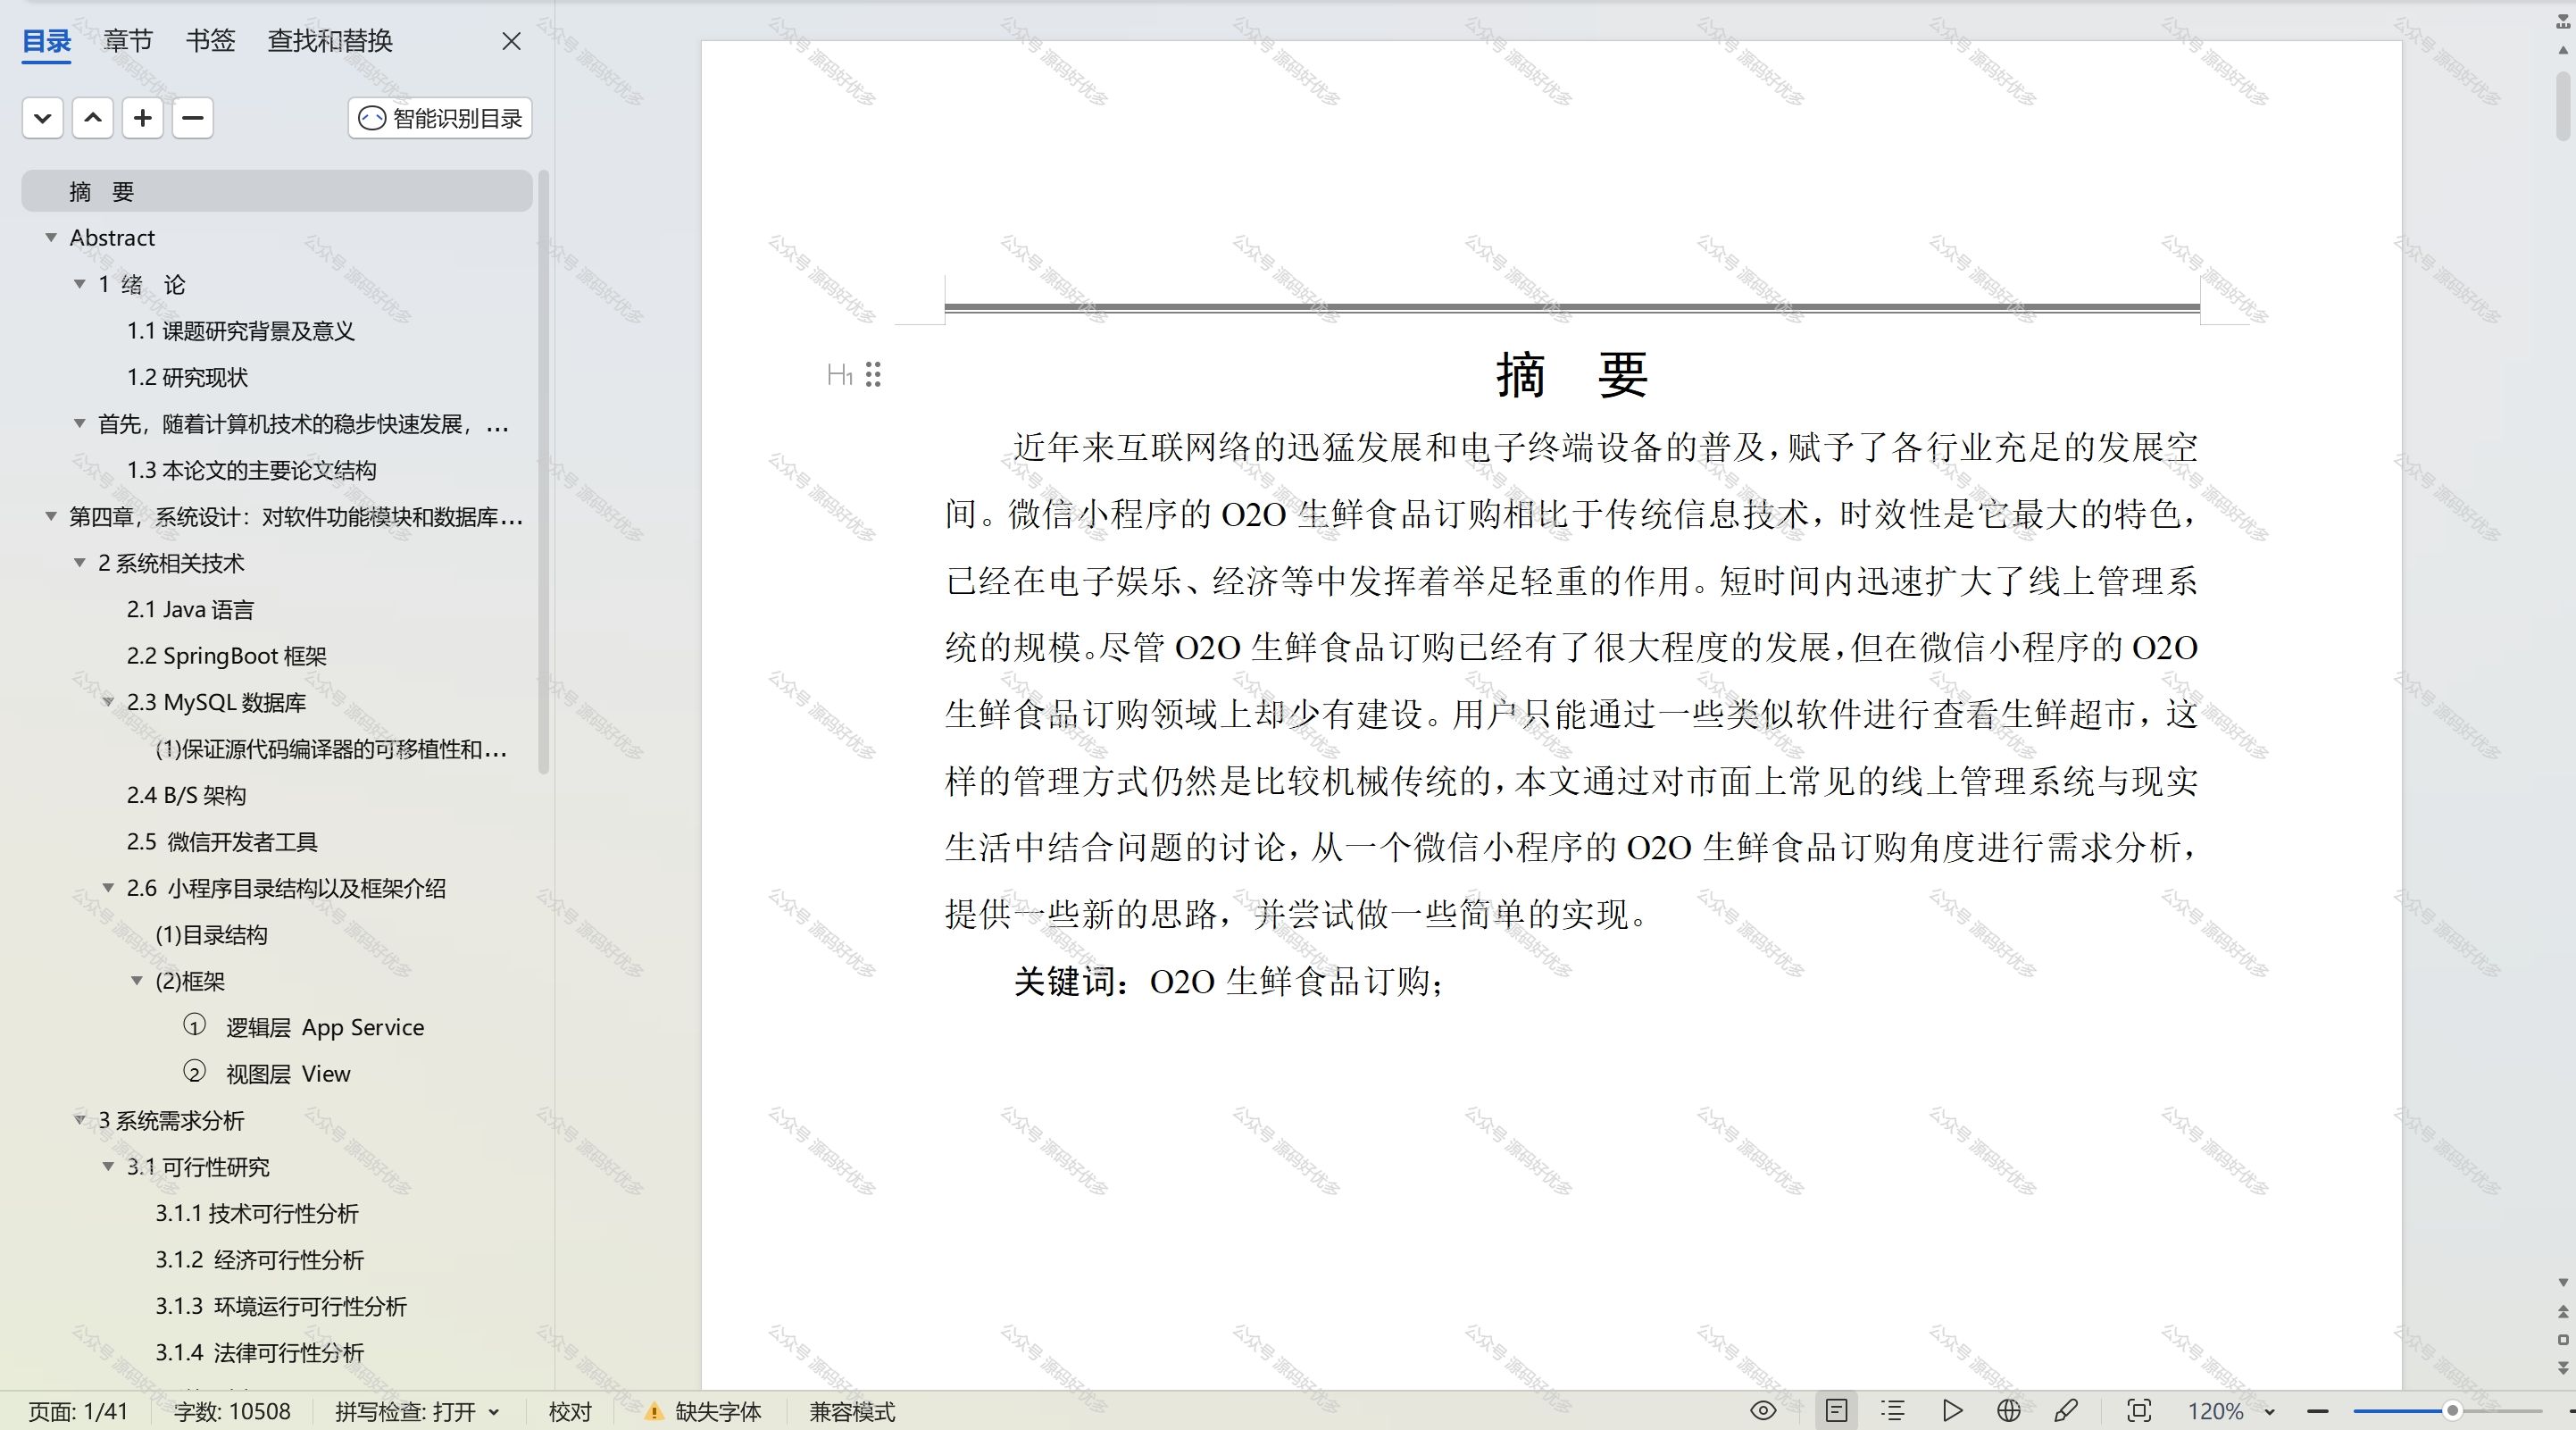 目录 章节 书签 查找和替换
智能识别目录
摘 要
Abstract
1 绪 论
1.1 课题研究背景及意义
1.2 研究现状
首先，随着计算机技术的稳步快速发展，...
1.3 本论文的主要论文结构
第四章，系统设计：对软件功能模块和数据库...
2 系统相关技术
2.1 Java 语言
2.2 SpringBoot 框架
2.3 MySQL 数据库
(1)保证源代码编译器的可移植性和...
2.4 B/S 架构
2.5 微信开发者工具
2.6 小程序目录结构以及框架介绍
(1)目录结构
(2)框架
① 逻辑层 App Service
② 视图层 View
3 系统需求分析
3.1 可行性研究
3.1.1 技术可行性分析
3.1.2 经济可行性分析
3.1.3 环境运行可行性分析
3.1.4 法律可行性分析
H1
摘 要
近年来互联网络的迅猛发展和电子终端设备的普及，赋予了各行业充足的发展空
间。微信小程序的 O2O 生鲜食品订购相比于传统信息技术，时效性是它最大的特色，
已经在电子娱乐、经济等中发挥着举足轻重的作用。短时间内迅速扩大了线上管理系
统的规模。尽管 O2O 生鲜食品订购已经有了很大程度的发展，但在微信小程序的 O2O
生鲜食品订购领域上却少有建设。用户只能通过一些类似软件进行查看生鲜超市，这
样的管理方式仍然是比较机械传统的，本文通过对市面上常见的线上管理系统与现实
生活中结合问题的讨论，从一个微信小程序的 O2O 生鲜食品订购角度进行需求分析，
提供一些新的思路，并尝试做一些简单的实现。
关键词：O2O 生鲜食品订购；
页面: 1/41 字数: 10508 拼写检查: 打开 校对 缺失字体 兼容模式 120%
公众号 源码好优多